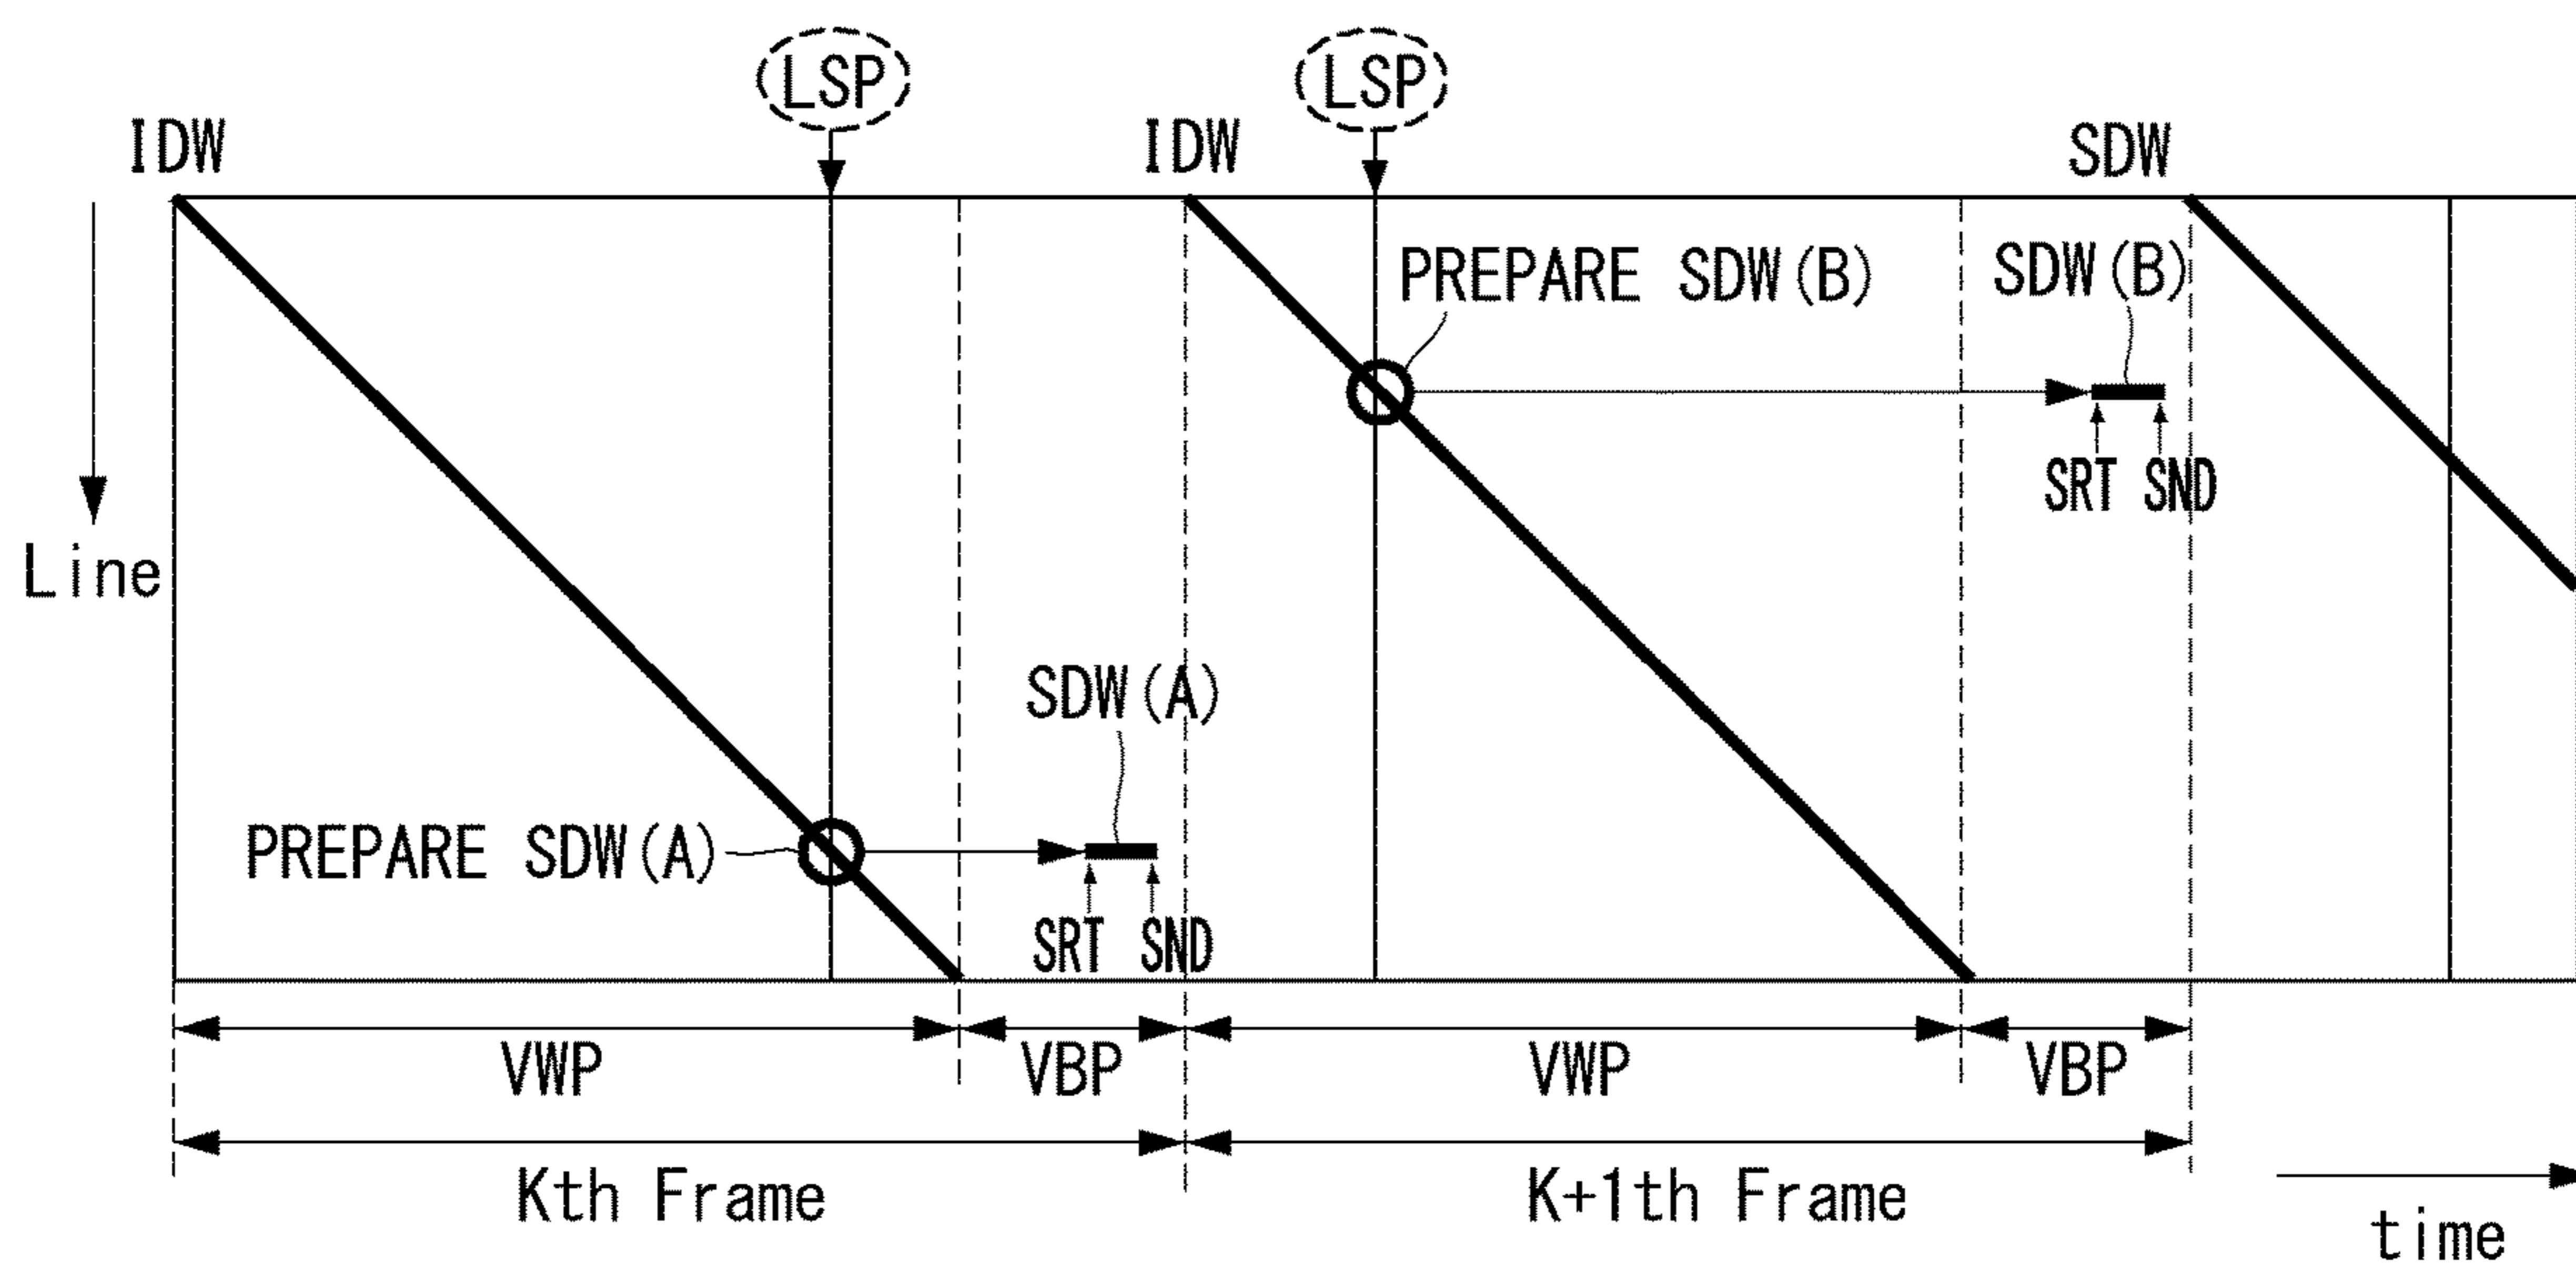 LSP
LSP
IDW
IDW
SDW
PREPARE SDW(B)
SDW(B)
SRT SND
Line
SDW(A)
PREPARE SDW(A)
SRT SND
VWP
VBP
VWP
VBP
Kth Frame
K+1th Frame
time